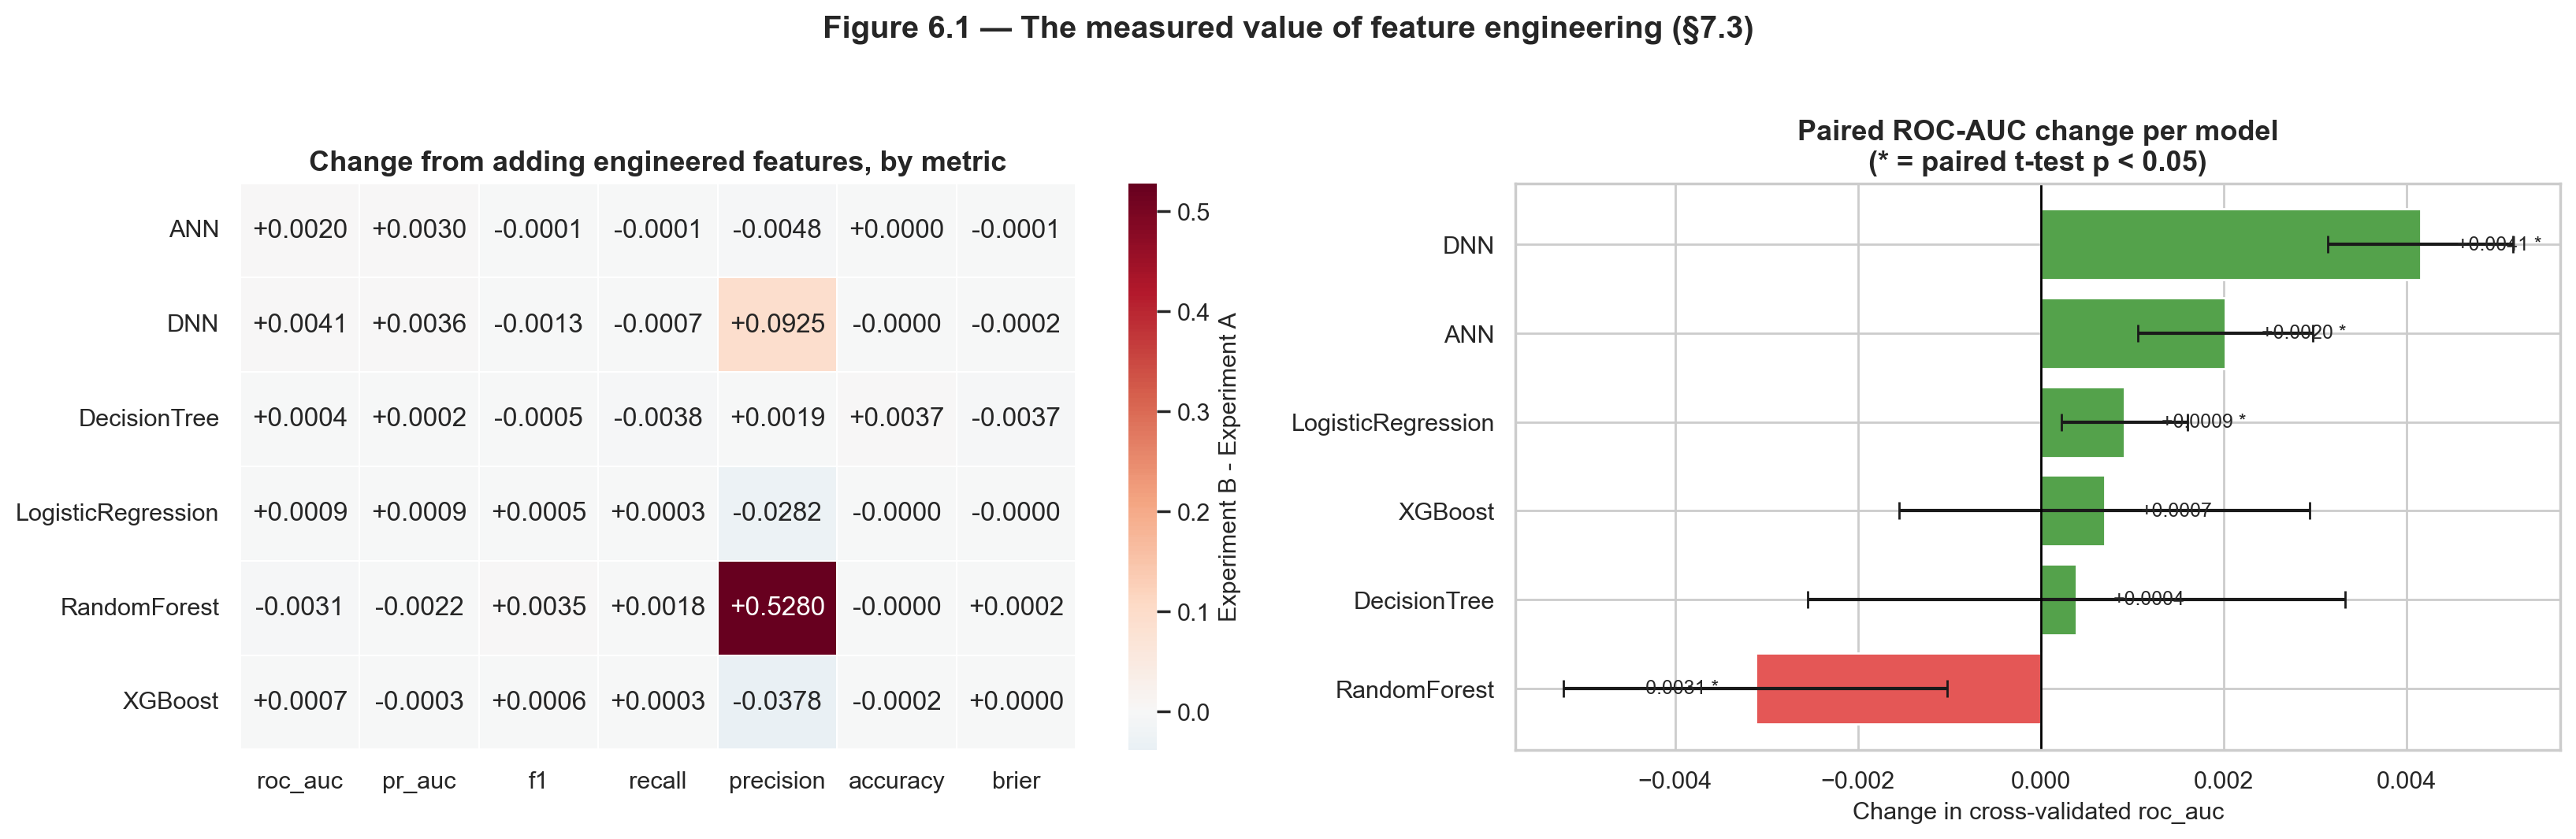 Figure 6.1 — The measured value of feature engineering (§7.3)
Change from adding engineered features, by metric
ANN +0.0020 +0.0030 -0.0001 -0.0001 -0.0048 +0.0000 -0.0001
DNN +0.0041 +0.0036 -0.0013 -0.0007 +0.0925 -0.0000 -0.0002
DecisionTree +0.0004 +0.0002 -0.0005 -0.0038 +0.0019 +0.0037 -0.0037
LogisticRegression +0.0009 +0.0009 +0.0005 +0.0003 -0.0282 -0.0000 -0.0000
RandomForest -0.0031 -0.0022 +0.0035 +0.0018 +0.5280 -0.0000 +0.0002
XGBoost +0.0007 -0.0003 +0.0006 +0.0003 -0.0378 -0.0002 +0.0000
roc_auc pr_auc f1 recall precision accuracy brier
0.5
0.4
0.3
0.2
0.1
0.0
Experiment B - Experiment A
Paired ROC-AUC change per model
(* = paired t-test p < 0.05)
DNN +0.0041 *
ANN +0.0020 *
LogisticRegression +0.0009 *
XGBoost +0.0007
DecisionTree +0.0004
RandomForest -0.0031 *
−0.004 −0.002 0.000 0.002 0.004
Change in cross-validated roc_auc